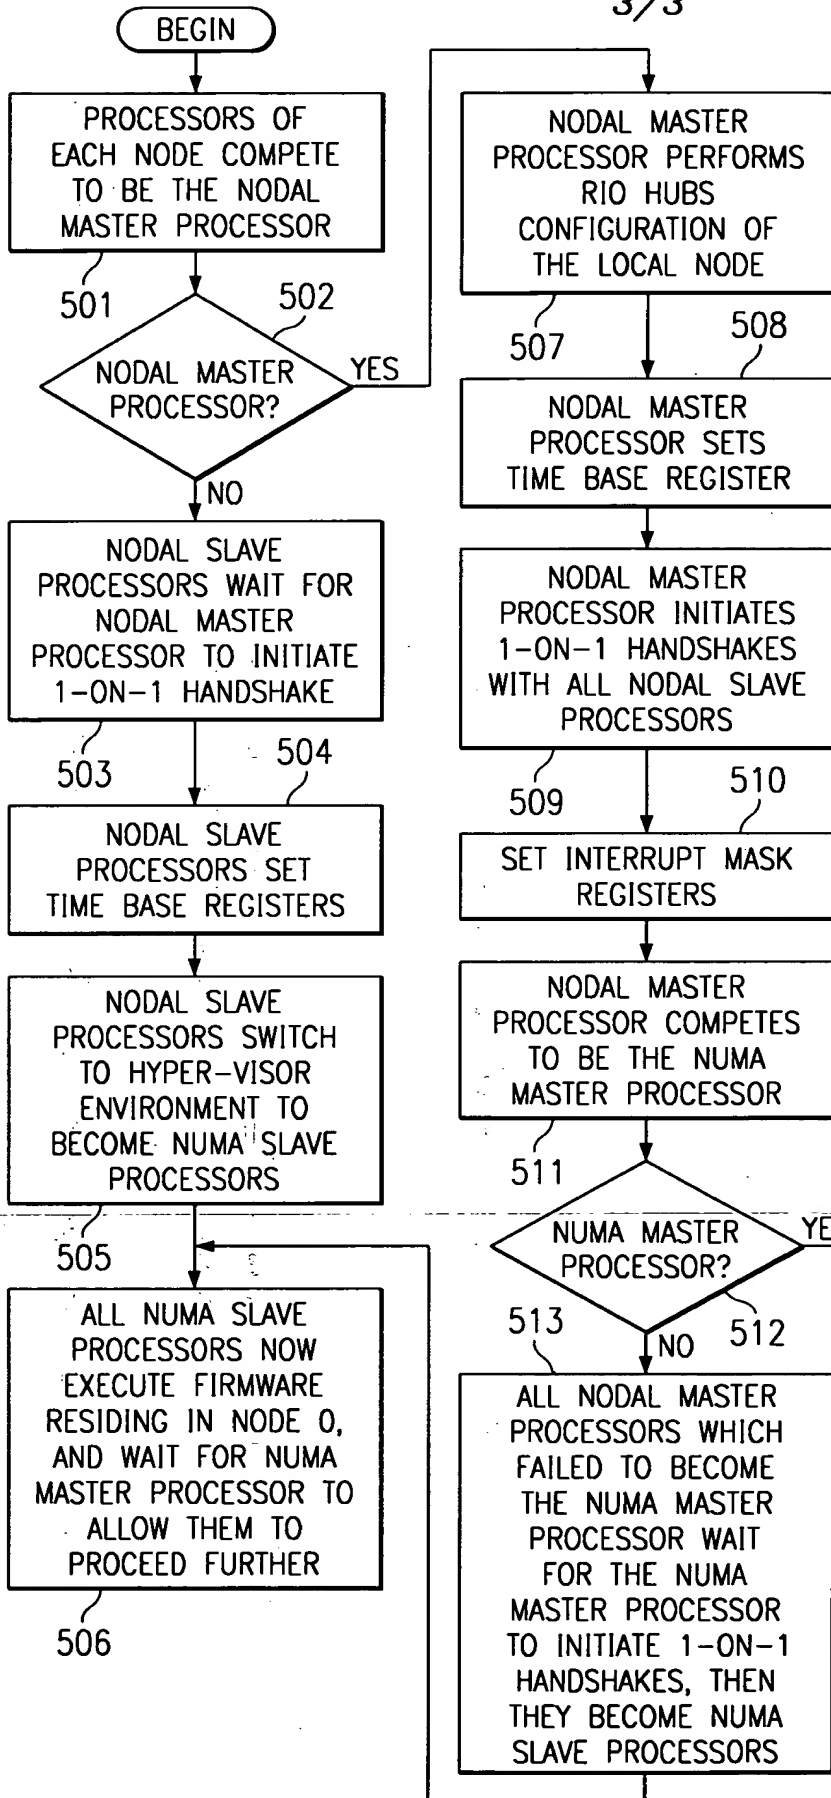 3/3
BEGIN
PROCESSORS OF
EACH NODE COMPETE
TO BE THE NODAL
MASTER PROCESSOR
501
502
NODAL MASTER
PROCESSOR?
YES
NO
NODAL SLAVE
PROCESSORS WAIT FOR
NODAL MASTER
PROCESSOR TO INITIATE
1-ON-1 HANDSHAKE
503
504
NODAL SLAVE
PROCESSORS SET
TIME BASE REGISTERS
NODAL SLAVE
PROCESSORS SWITCH
TO HYPER-VISOR
ENVIRONMENT TO
BECOME NUMA SLAVE
PROCESSORS
505
ALL NUMA SLAVE
PROCESSORS NOW
EXECUTE FIRMWARE
RESIDING IN NODE 0,
AND WAIT FOR NUMA
MASTER PROCESSOR TO
ALLOW THEM TO
PROCEED FURTHER
506
NODAL MASTER
PROCESSOR PERFORMS
RIO HUBS
CONFIGURATION OF
THE LOCAL NODE
507
508
NODAL MASTER
PROCESSOR SETS
TIME BASE REGISTER
NODAL MASTER
PROCESSOR INITIATES
1-ON-1 HANDSHAKES
WITH ALL NODAL SLAVE
PROCESSORS
509
510
SET INTERRUPT MASK
REGISTERS
NODAL MASTER
PROCESSOR COMPETES
TO BE THE NUMA
MASTER PROCESSOR
511
NUMA MASTER
PROCESSOR?
YE
512
513
NO
ALL NODAL MASTER
PROCESSORS WHICH
FAILED TO BECOME
THE NUMA MASTER
PROCESSOR WAIT
FOR THE NUMA
MASTER PROCESSOR
TO INITIATE 1-ON-1
HANDSHAKES, THEN
THEY BECOME NUMA
SLAVE PROCESSORS